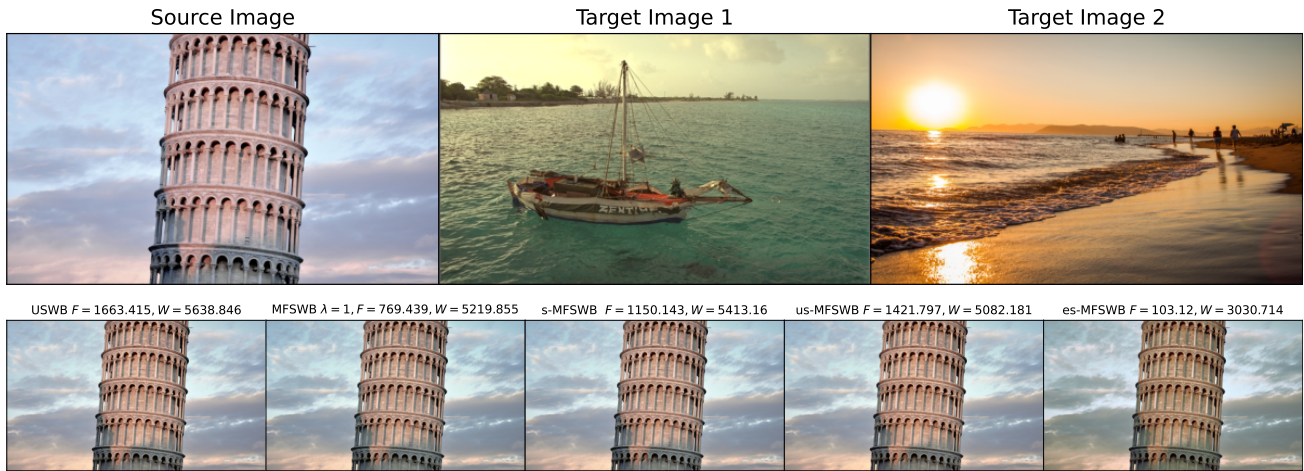 Source Image
Target Image 1
Target Image 2
USWB F = 1663.415, W = 5638.846
MFSWB λ = 1, F = 769.439, W = 5219.855
s-MFSWB F = 1150.143, W = 5413.16
us-MFSWB F = 1421.797, W = 5082.181
es-MFSWB F = 103.12, W = 3030.714